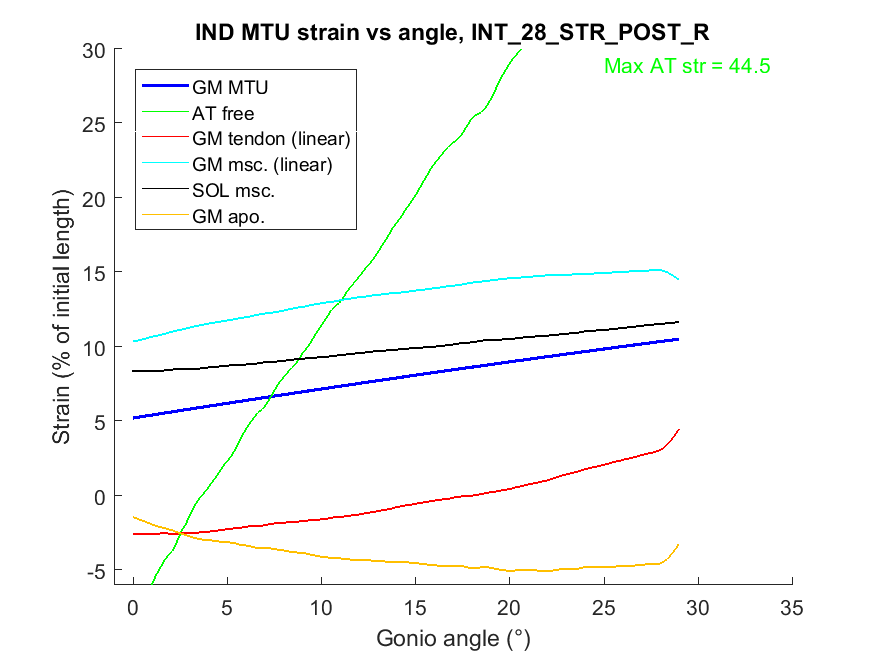 IND MTU strain vs angle, INT_28_STR_POST_R
Max AT str = 44.5
GM MTU
AT free
GM tendon (linear)
GM msc. (linear)
SOL msc.
GM apo.
Strain (% of initial length)
30
25
20
15
10
5
0
-5
0 5 10 15 20 25 30 35
Gonio angle (°)